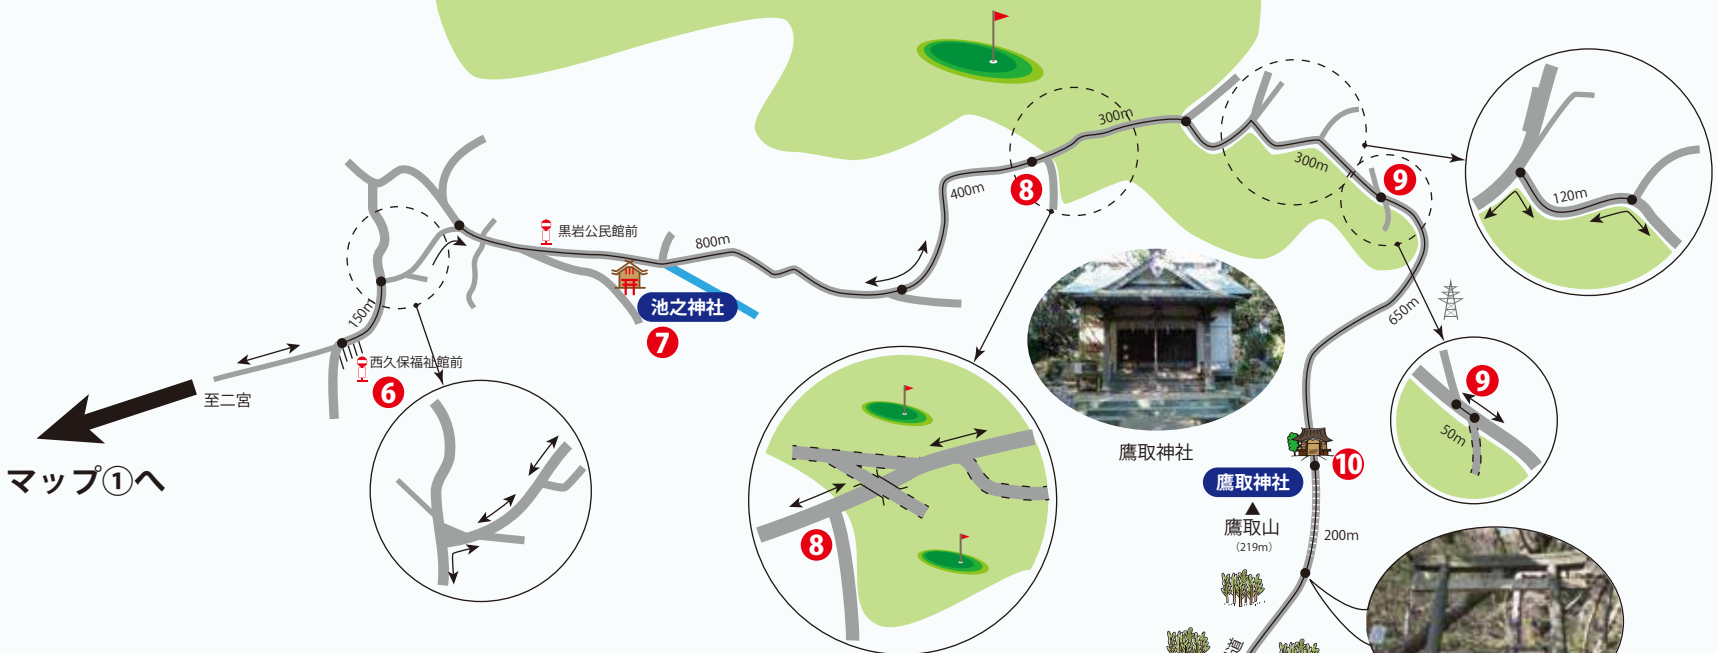 300m
400m
800m
300m
9
8
黒岩公民館前
池之神社
7
150m
西久保福祉館前
6
至二宮
マップ①へ
120m
650m
9
50m
鷹取神社
10
鷹取神社
鷹取山
（219m）
200m
8
道